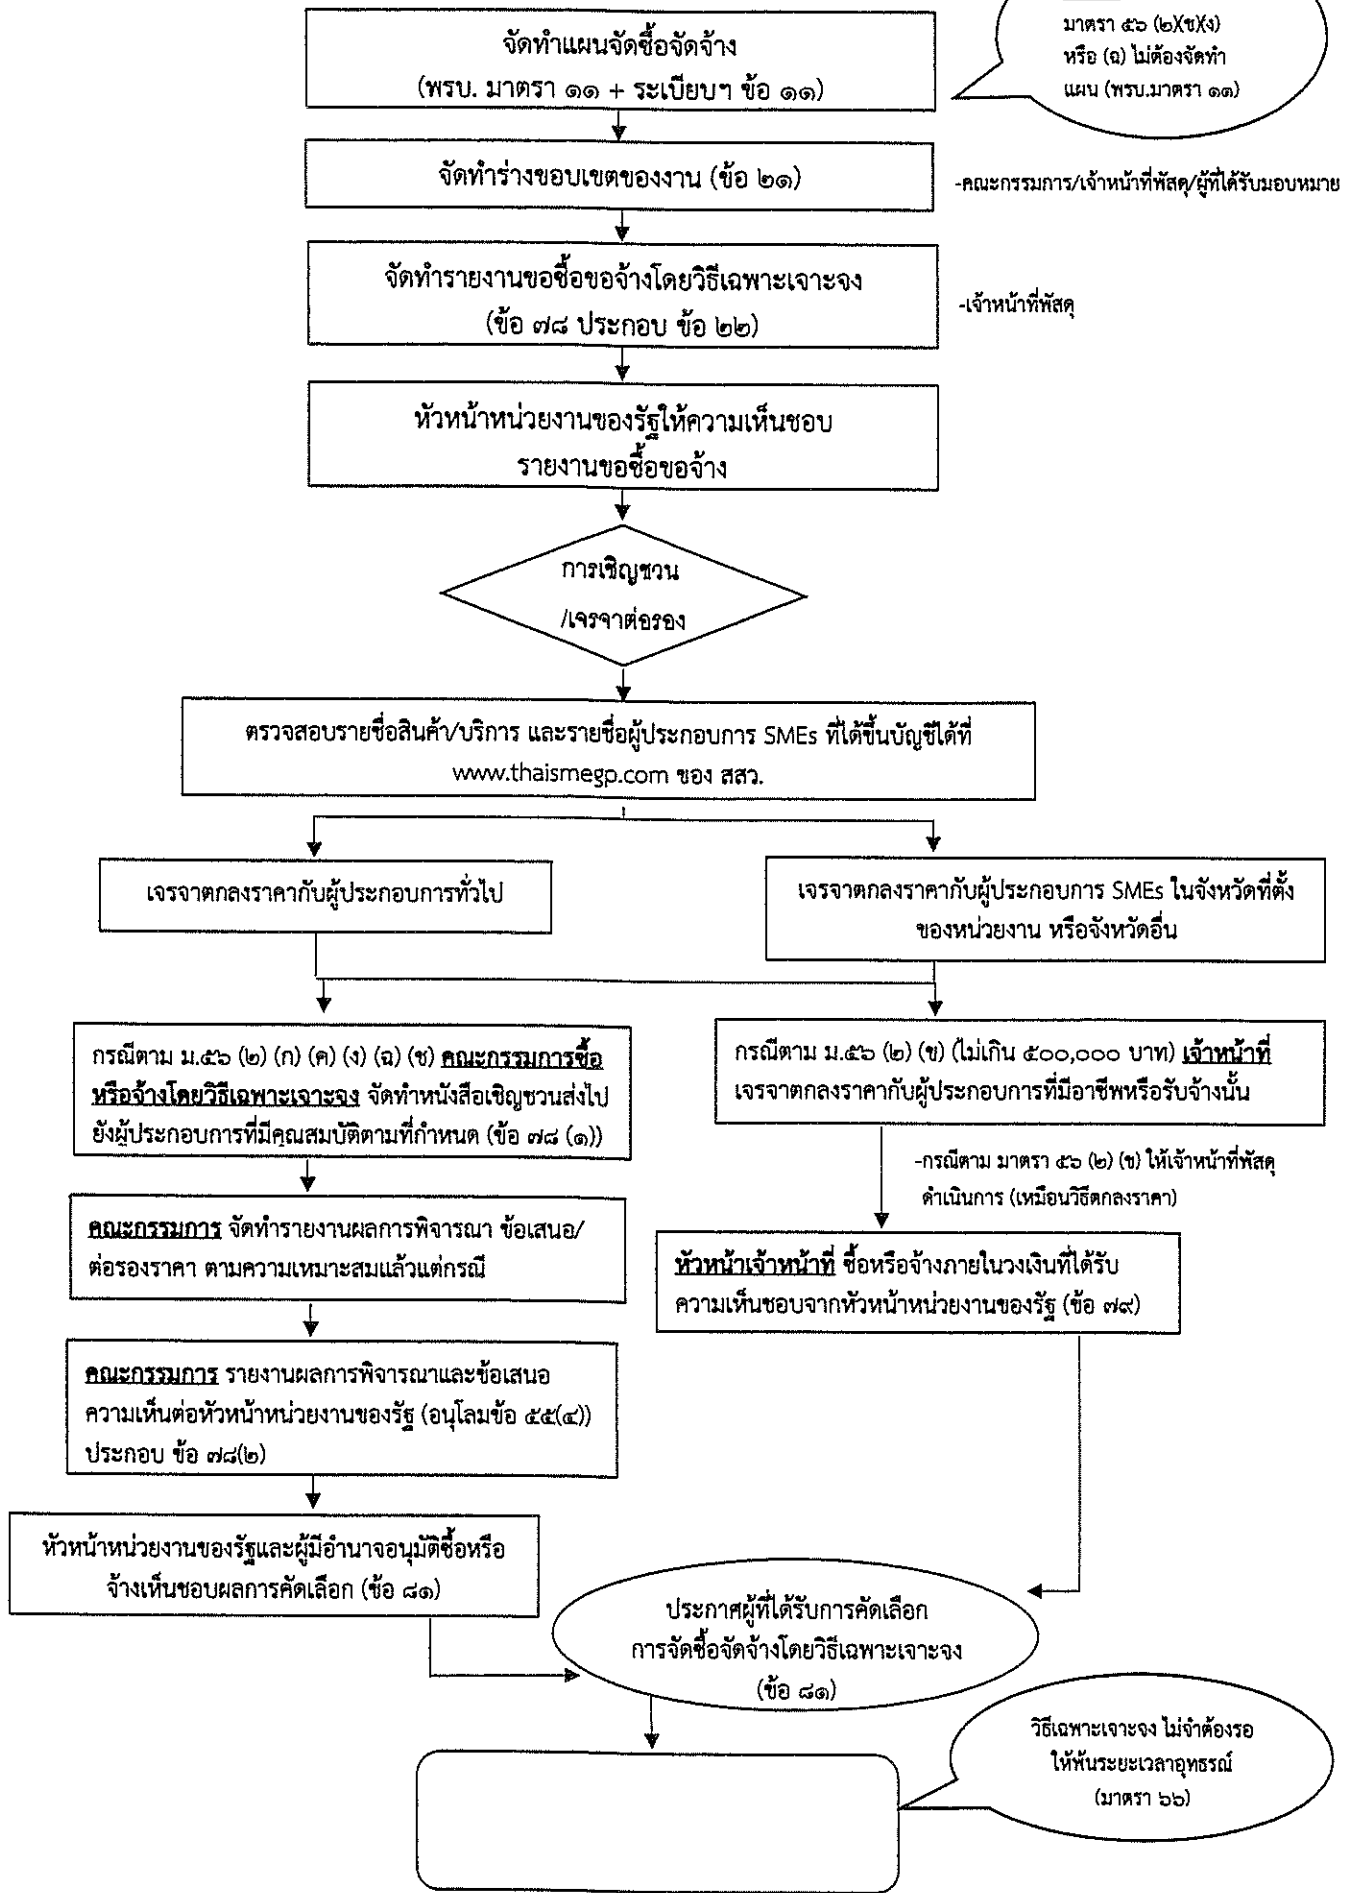 จัดทำแผนจัดซื้อจัดจ้าง
(พรบ. มาตรา ๑๑ + ระเบียบฯ ข้อ ๑๑)
มาตรา ๕๖ (๒)(ข)(ง)
หรือ (ฉ) ไม่ต้องจัดทำ
แผน (พรบ.มาตรา ๑๑)
จัดทำร่างขอบเขตของงาน (ข้อ ๒๑)
-คณะกรรมการ/เจ้าหน้าที่พัสดุ/ผู้ที่ได้รับมอบหมาย
จัดทำรายงานขอซื้อขอจ้างโดยวิธีเฉพาะเจาะจง
(ข้อ ๗๘ ประกอบ ข้อ ๒๒)
-เจ้าหน้าที่พัสดุ
หัวหน้าหน่วยงานของรัฐให้ความเห็นชอบ
รายงานขอซื้อขอจ้าง
การเชิญชวน
/เจรจาต่อรอง
ตรวจสอบรายชื่อสินค้า/บริการ และรายชื่อผู้ประกอบการ SMEs ที่ได้ขึ้นบัญชีได้ที่
www.thaismegp.com ของ สสว.
เจรจาตกลงราคากับผู้ประกอบการทั่วไป
เจรจาตกลงราคากับผู้ประกอบการ SMEs ในจังหวัดที่ตั้ง
ของหน่วยงาน หรือจังหวัดอื่น
กรณีตาม ม.๕๖ (๒) (ก) (ค) (ง) (ฉ) (ช) คณะกรรมการซื้อ
หรือจ้างโดยวิธีเฉพาะเจาะจง จัดทำหนังสือเชิญชวนส่งไป
ยังผู้ประกอบการที่มีคุณสมบัติตามที่กำหนด (ข้อ ๗๘ (๑))
กรณีตาม ม.๕๖ (๒) (ข) (ไม่เกิน ๕๐๐,๐๐๐ บาท) เจ้าหน้าที่
เจรจาตกลงราคากับผู้ประกอบการที่มีอาชีพหรือรับจ้างนั้น
-กรณีตาม มาตรา ๕๖ (๒) (ข) ให้เจ้าหน้าที่พัสดุ
ดำเนินการ (เหมือนวิธีตกลงราคา)
คณะกรรมการ จัดทำรายงานผลการพิจารณา ข้อเสนอ/
ต่อรองราคา ตามความเหมาะสมแล้วแต่กรณี
หัวหน้าเจ้าหน้าที่ ซื้อหรือจ้างภายในวงเงินที่ได้รับ
ความเห็นชอบจากหัวหน้าหน่วยงานของรัฐ (ข้อ ๗๙)
คณะกรรมการ รายงานผลการพิจารณาและข้อเสนอ
ความเห็นต่อหัวหน้าหน่วยงานของรัฐ (อนุโลมข้อ ๕๕(๔))
ประกอบ ข้อ ๗๘(๒)
หัวหน้าหน่วยงานของรัฐและผู้มีอำนาจอนุมัติซื้อหรือ
จ้างเห็นชอบผลการคัดเลือก (ข้อ ๘๑)
ประกาศผู้ที่ได้รับการคัดเลือก
การจัดซื้อจัดจ้างโดยวิธีเฉพาะเจาะจง
(ข้อ ๘๑)
วิธีเฉพาะเจาะจง ไม่จำต้องรอ
ให้พ้นระยะเวลาอุทธรณ์
(มาตรา ๖๖)